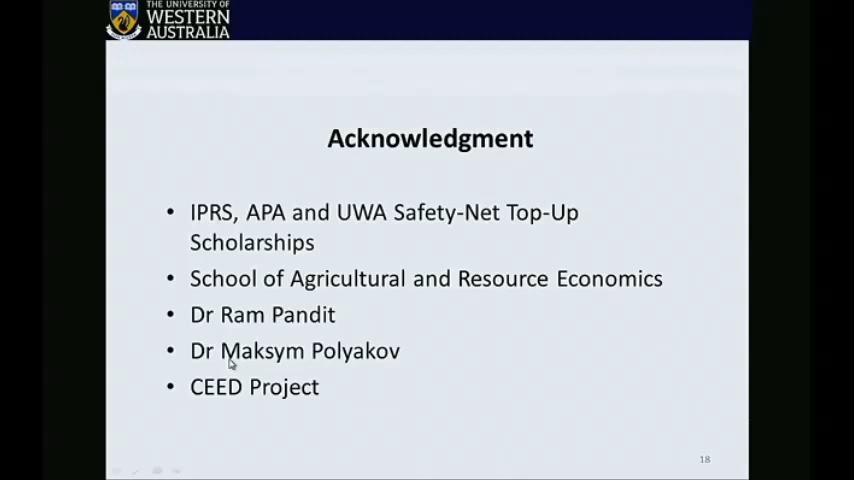 THE UNIVERSITY OF
WESTERN
AUSTRALIA
Acknowledgment
• IPRS, APA and UWA Safety-Net Top-Up
Scholarships
• School of Agricultural and Resource Economics
• Dr Ram Pandit
• Dr Maksym Polyakov
• CEED Project
18